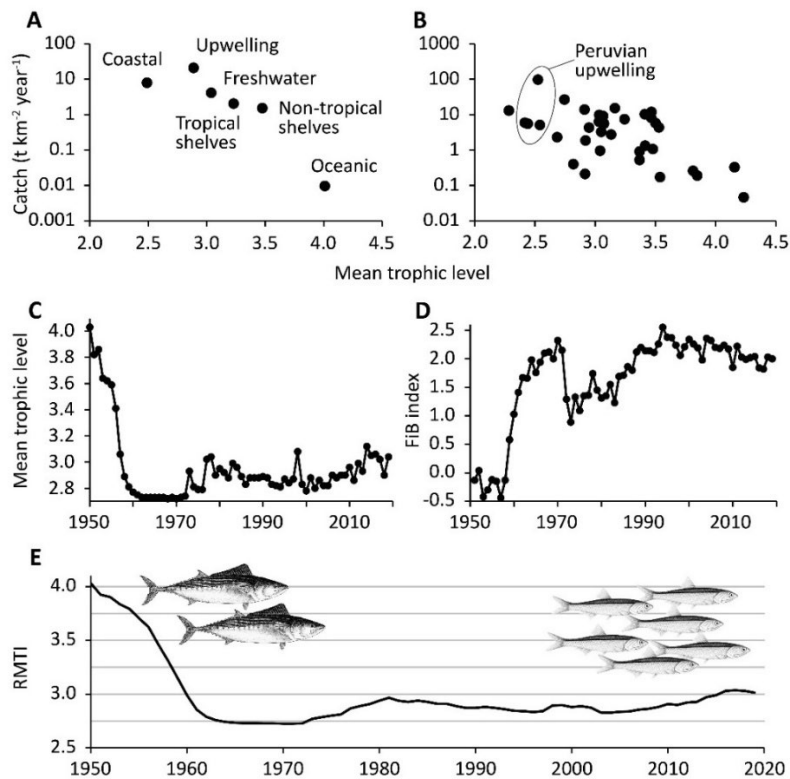 A
B
Catch (t km⁻² year⁻¹)
100
10
1
0.1
0.01
0.001
Coastal
Upwelling
Freshwater
Tropical
shelves
Non-tropical
shelves
Oceanic
2.0 2.5 3.0 3.5 4.0 4.5
1000
100
10
1
0.1
0.01
Peruvian
upwelling
2.0 2.5 3.0 3.5 4.0 4.5
Mean trophic level
C
Mean trophic level
4.0
3.8
3.6
3.4
3.2
3.0
2.8
1950 1970 1990 2010
D
FiB index
2.5
2.0
1.5
1.0
0.5
0.0
-0.5
1950 1970 1990 2010
E
RMTI
4.0
3.5
3.0
2.5
1950 1960 1970 1980 1990 2000 2010 2020